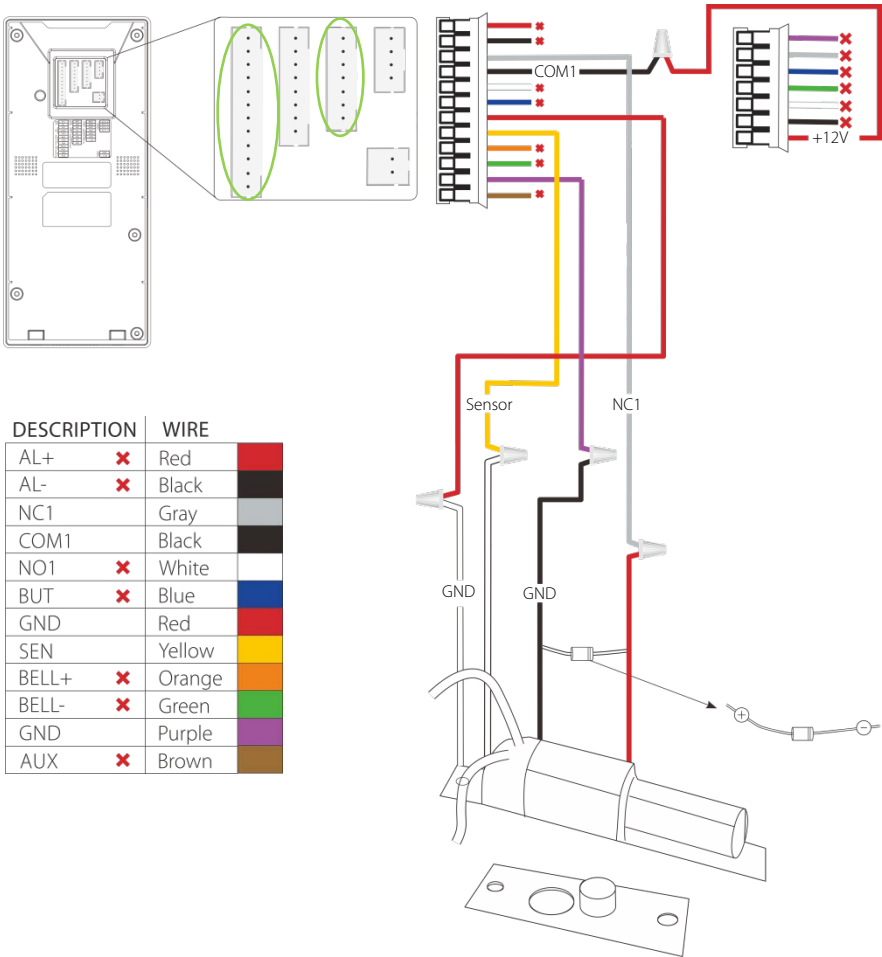 COM1
+12V
Sensor
NC1
GND
GND
DESCRIPTION WIRE
AL+ Red
AL- Black
NC1 Gray
COM1 Black
NO1 White
BUT Blue
GND Red
SEN Yellow
BELL+ Orange
BELL- Green
GND Purple
AUX Brown
+
−